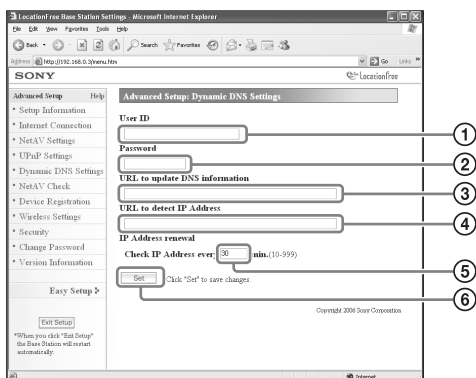 LocationFree Base Station Settings - Microsoft Internet Explorer
File Edit View Favorites Tools Help
Back Search Favorites
Address http://192.168.0.3/menu.htm Go Links »
SONY LocationFree
Advanced Setup Help
• Setup Information
• Internet Connection
• NetAV Settings
• UPnP Settings
• Dynamic DNS Settings
• NetAV Check
• Device Registration
• Wireless Settings
• Security
• Change Password
• Version Information
Easy Setup
Exit Setup
*When you click "Exit Setup"
the Base Station will restart
automatically.
Advanced Setup: Dynamic DNS Settings
User ID
1
Password
2
URL to update DNS information
3
URL to detect IP Address
4
IP Address renewal
Check IP Address every 30 min.(10-999)
5
Set Click "Set" to save changes.
6
Copyright 2006 Sony Corporation
Internet